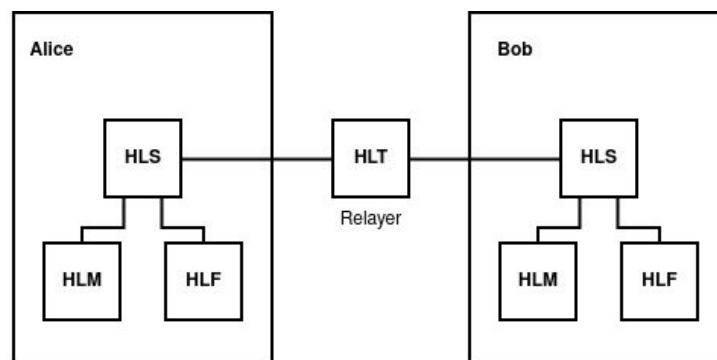 Alice
Bob
HLS
HLT
HLS
Relayer
HLM
HLF
HLM
HLF